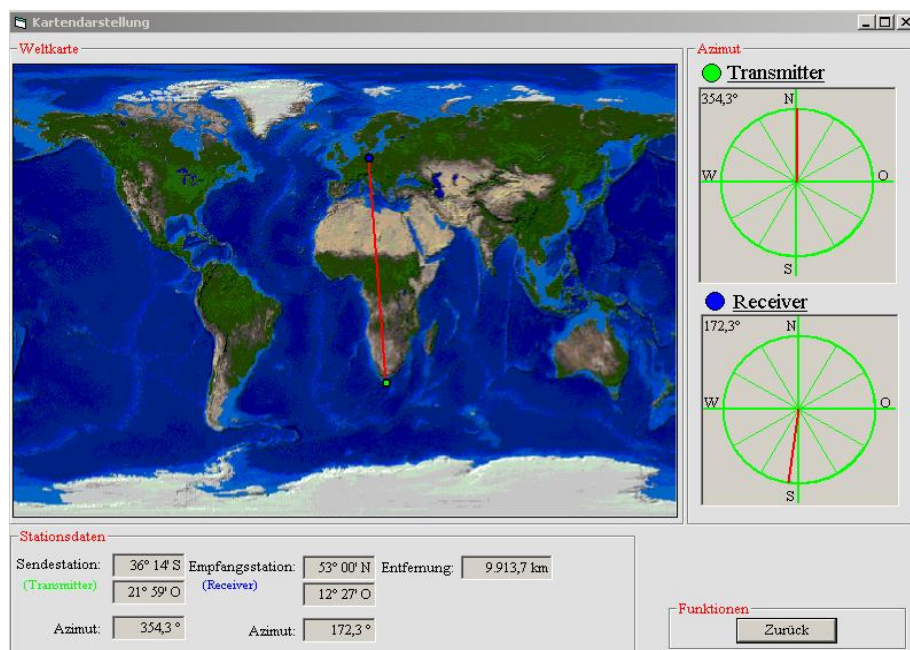 Kartendarstellung
Weltkarte
Azimut
Transmitter
354,3°
N
W
O
S
Receiver
172,3°
N
W
O
S
Stationsdaten
Sendestation: 36° 14' S Empfangsstation: 53° 00' N Entfernung: 9.913,7 km
(Transmitter) 21° 59' O (Receiver) 12° 27' O
Azimut: 354,3 ° Azimut: 172,3 °
Funktionen
Zurück